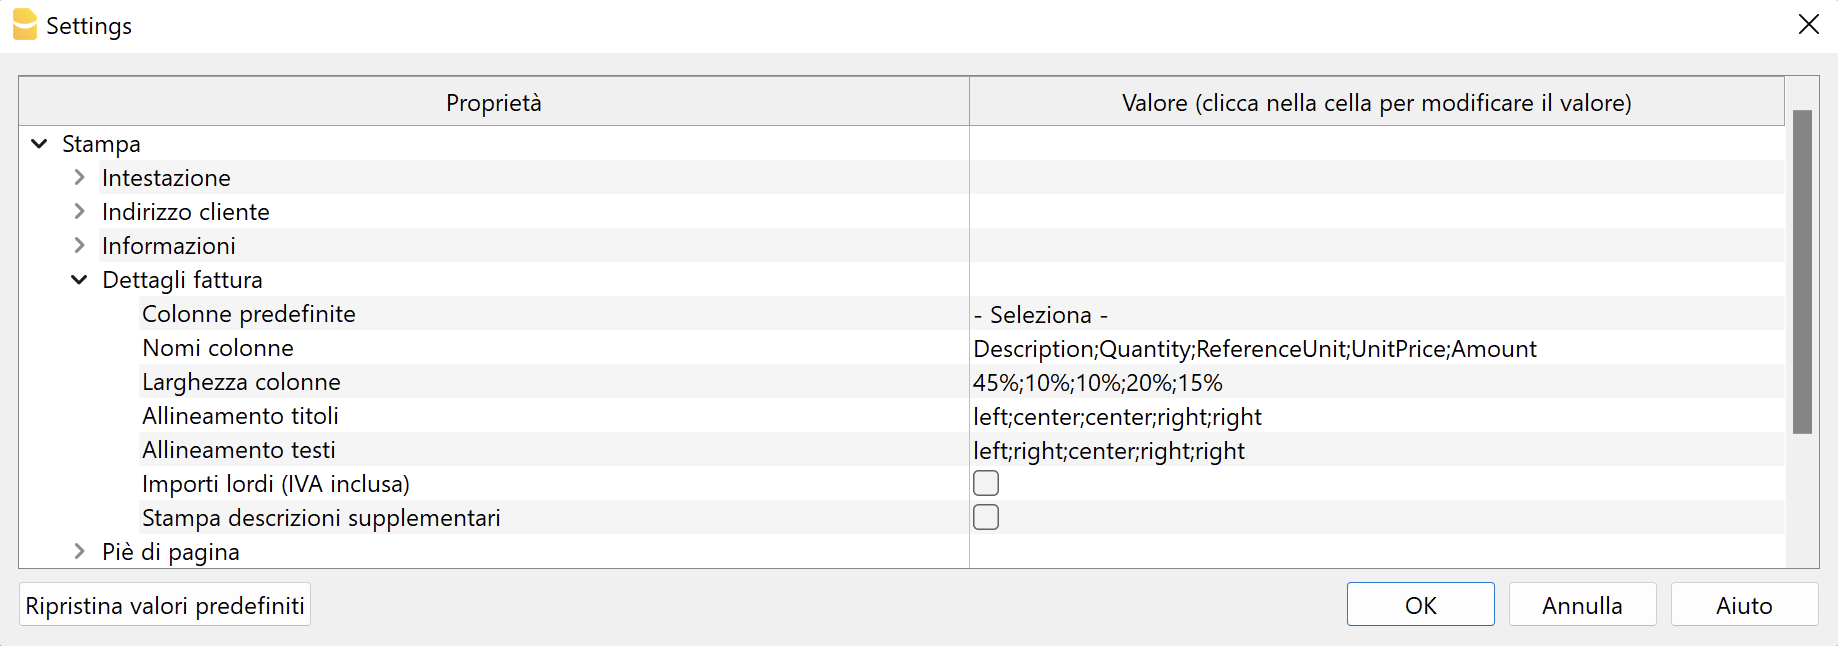 Settings
Proprietà	Valore (clicca nella cella per modificare il valore)
Stampa
Intestazione
Indirizzo cliente
Informazioni
Dettagli fattura
Colonne predefinite	- Seleziona -
Nomi colonne	Description;Quantity;ReferenceUnit;UnitPrice;Amount
Larghezza colonne	45%;10%;10%;20%;15%
Allineamento titoli	left;center;center;right;right
Allineamento testi	left;right;center;right;right
Importi lordi (IVA inclusa)
Stampa descrizioni supplementari
Piè di pagina
Ripristina valori predefiniti	OK	Annulla	Aiuto